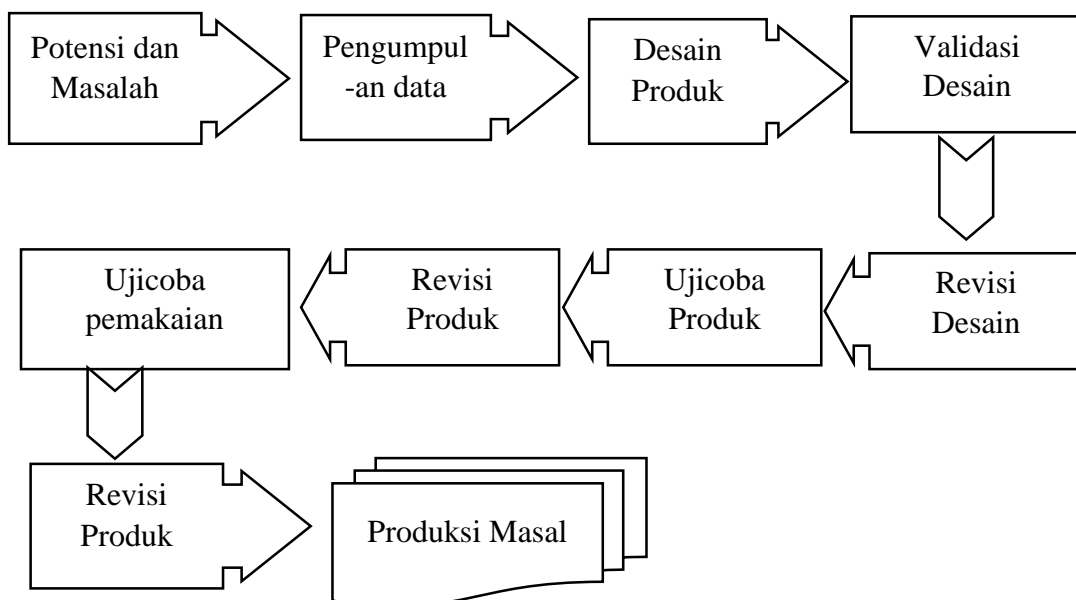 Potensi dan
Masalah
Pengumpul
-an data
Desain
Produk
Validasi
Desain
Ujicoba
pemakaian
Revisi
Produk
Ujicoba
Produk
Revisi
Desain
Revisi
Produk
Produksi Masal